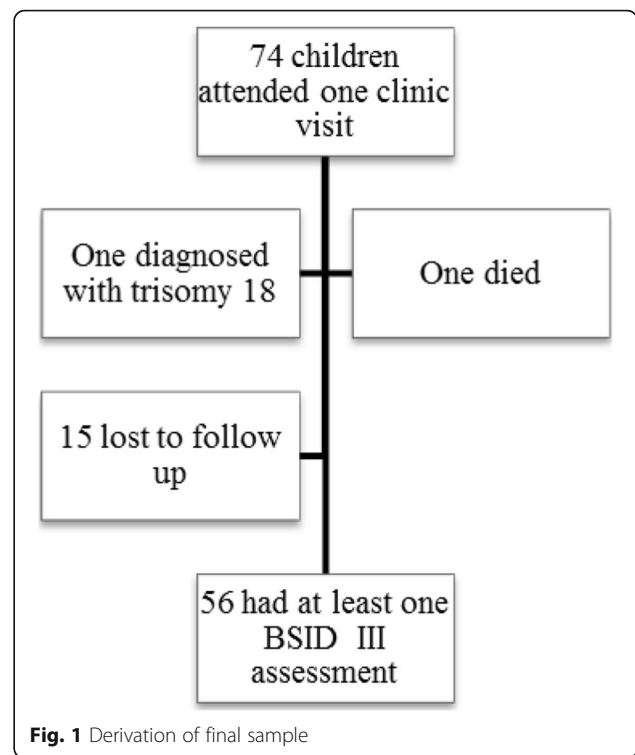 74 children
attended one clinic
visit
One diagnosed
with trisomy 18
One died
15 lost to follow
up
56 had at least one
BSID III
assessment
Fig. 1 Derivation of final sample